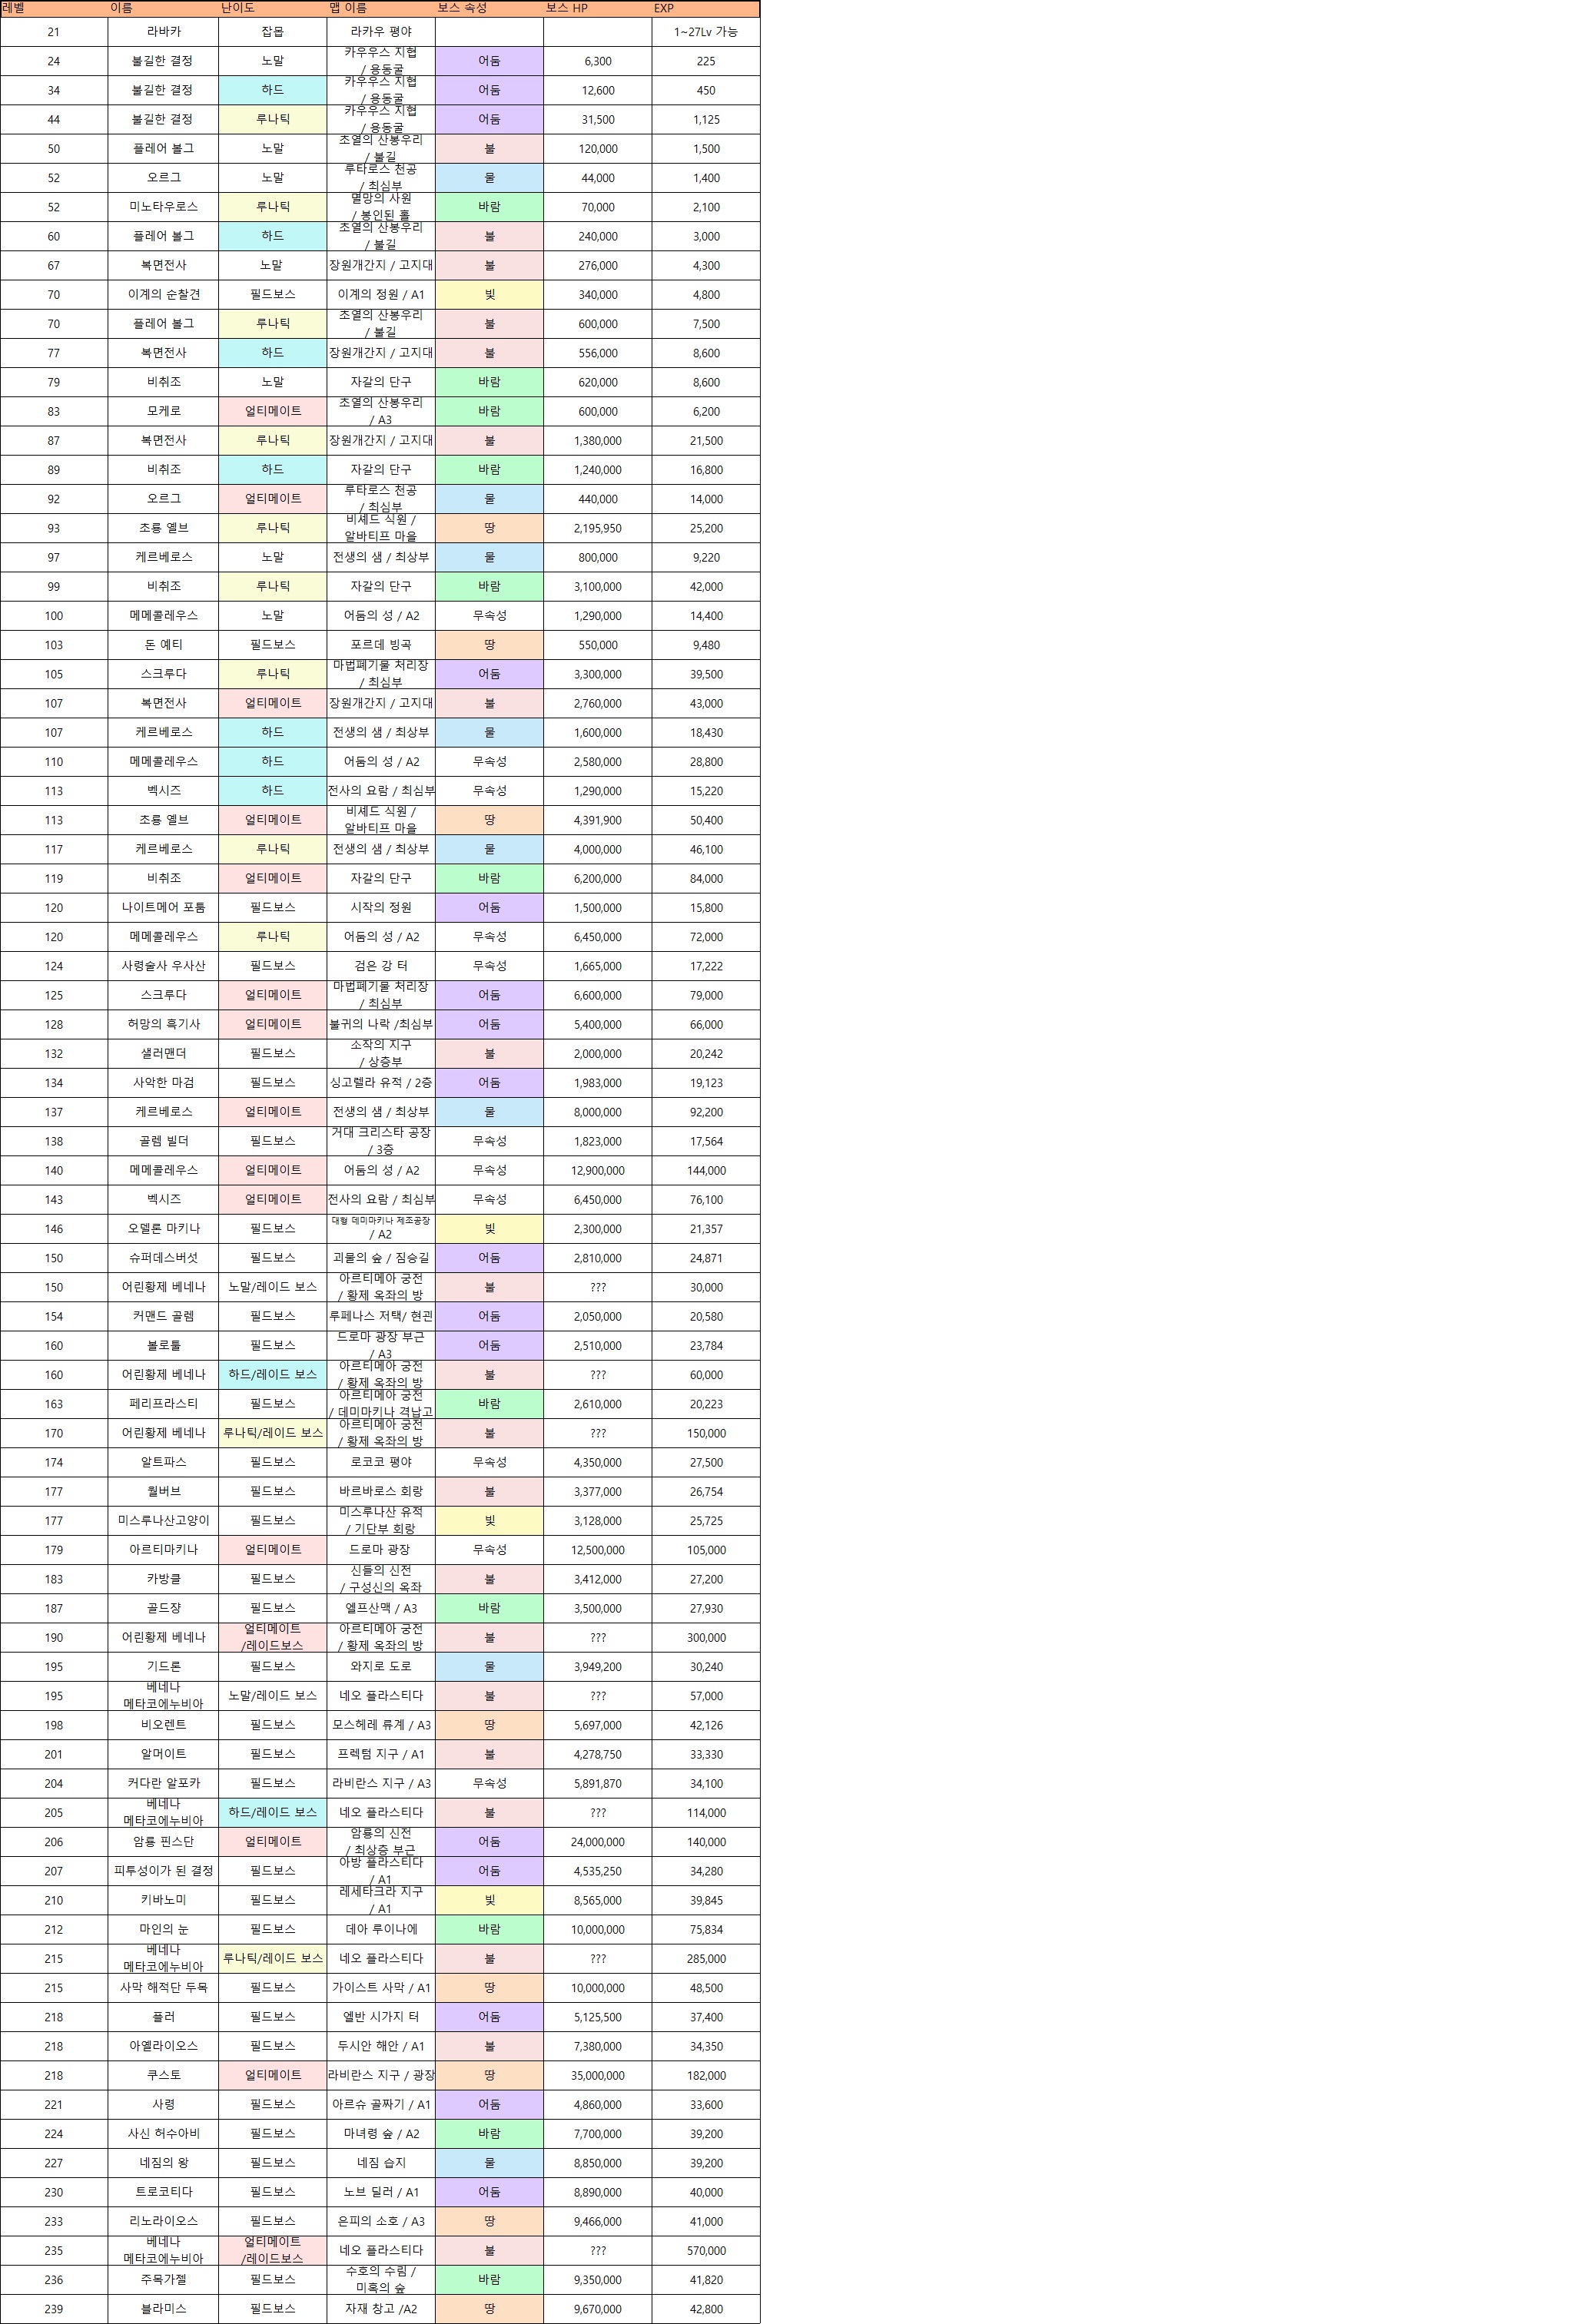 레벨 이름 난이도 맵 이름 보스 속성 보스 HP EXP
21 라바카 잡몹 라카우 평야 1~27Lv 가능
24 불길한 결정 노말 카우우스 지협 / 용동굴 어둠 6,300 225
34 불길한 결정 하드 카우우스 지협 / 용동굴 어둠 12,600 450
44 불길한 결정 루나틱 카우우스 지협 / 용동굴 어둠 31,500 1,125
50 플레어 볼그 노말 초열의 산봉우리 / 불길 불 120,000 1,500
52 오르그 노말 루타로스 천공 / 최심부 물 44,000 1,400
52 미노타우로스 루나틱 멸망의 사원 / 봉인된 홀 바람 70,000 2,100
60 플레어 볼그 하드 초열의 산봉우리 / 불길 불 240,000 3,000
67 복면전사 노말 장원개간지 / 고지대 불 276,000 4,300
70 이계의 순찰견 필드보스 이계의 정원 / A1 빛 340,000 4,800
70 플레어 볼그 루나틱 초열의 산봉우리 / 불길 불 600,000 7,500
77 복면전사 하드 장원개간지 / 고지대 불 556,000 8,600
79 비취조 노말 자갈의 단구 바람 620,000 8,600
83 모케로 얼티메이트 초열의 산봉우리 / A3 바람 600,000 6,200
87 복면전사 루나틱 장원개간지 / 고지대 불 1,380,000 21,500
89 비취조 하드 자갈의 단구 바람 1,240,000 16,800
92 오르그 얼티메이트 루타로스 천공 / 최심부 물 440,000 14,000
93 초룡 옐브 루나틱 비셰드 식원 / 알바티프 마을 땅 2,195,950 25,200
97 케르베로스 노말 전생의 샘 / 최상부 물 800,000 9,220
99 비취조 루나틱 자갈의 단구 바람 3,100,000 42,000
100 메메콜레우스 노말 어둠의 성 / A2 무속성 1,290,000 14,400
103 돈 예티 필드보스 포르데 빙곡 땅 550,000 9,480
105 스크루다 루나틱 마법폐기물 처리장 / 최심부 어둠 3,300,000 39,500
107 복면전사 얼티메이트 장원개간지 / 고지대 불 2,760,000 43,000
107 케르베로스 하드 전생의 샘 / 최상부 물 1,600,000 18,430
110 메메콜레우스 하드 어둠의 성 / A2 무속성 2,580,000 28,800
113 벡시즈 하드 전사의 요람 / 최심부 무속성 1,290,000 15,220
113 초룡 옐브 얼티메이트 비셰드 식원 / 알바티프 마을 땅 4,391,900 50,400
117 케르베로스 루나틱 전생의 샘 / 최상부 물 4,000,000 46,100
119 비취조 얼티메이트 자갈의 단구 바람 6,200,000 84,000
120 나이트메어 포톰 필드보스 시작의 정원 어둠 1,500,000 15,800
120 메메콜레우스 루나틱 어둠의 성 / A2 무속성 6,450,000 72,000
124 사령술사 우사산 필드보스 검은 강 터 무속성 1,665,000 17,222
125 스크루다 얼티메이트 마법폐기물 처리장 / 최심부 어둠 6,600,000 79,000
128 허망의 흑기사 얼티메이트 불귀의 나락 /최심부 어둠 5,400,000 66,000
132 샐러맨더 필드보스 소작의 지구 / 상층부 불 2,000,000 20,242
134 사악한 마검 필드보스 싱고렐라 유적 / 2층 어둠 1,983,000 19,123
137 케르베로스 얼티메이트 전생의 샘 / 최상부 물 8,000,000 92,200
138 골렘 빌더 필드보스 거대 크리스타 공장 / 3층 무속성 1,823,000 17,564
140 메메콜레우스 얼티메이트 어둠의 성 / A2 무속성 12,900,000 144,000
143 벡시즈 얼티메이트 전사의 요람 / 최심부 무속성 6,450,000 76,100
146 오델론 마키나 필드보스 대형 데미마키나 제조공장 / A2 빛 2,300,000 21,357
150 슈퍼데스버섯 필드보스 괴물의 숲 / 짐승길 어둠 2,810,000 24,871
150 어린황제 베네나 노말/레이드 보스 아르티메아 궁전 / 황제 옥좌의 방 불 ??? 30,000
154 커맨드 골렘 필드보스 루페나스 저택/ 현관 어둠 2,050,000 20,580
160 볼로툴 필드보스 드로마 광장 부근 / A3 어둠 2,510,000 23,784
160 어린황제 베네나 하드/레이드 보스 아르티메아 궁전 / 황제 옥좌의 방 불 ??? 60,000
163 페리프라스티 필드보스 아르티메아 궁전 / 데미마키나 격납고 바람 2,610,000 20,223
170 어린황제 베네나 루나틱/레이드 보스 아르티메아 궁전 / 황제 옥좌의 방 불 ??? 150,000
174 알트파스 필드보스 로코코 평야 무속성 4,350,000 27,500
177 월버브 필드보스 바르바로스 회랑 불 3,377,000 26,754
177 미스루나산고양이 필드보스 미스루나산 유적 / 기단부 회랑 빛 3,128,000 25,725
179 아르티마키나 얼티메이트 드로마 광장 무속성 12,500,000 105,000
183 카방클 필드보스 신들의 신전 / 구성신의 옥좌 불 3,412,000 27,200
187 골드쟝 필드보스 엘프산맥 / A3 바람 3,500,000 27,930
190 어린황제 베네나 얼티메이트 /레이드보스 아르티메아 궁전 / 황제 옥좌의 방 불 ??? 300,000
195 기드론 필드보스 와지로 도로 물 3,949,200 30,240
195 베네나 메타코에누비아 노말/레이드 보스 네오 플라스티다 불 ??? 57,000
198 비오렌트 필드보스 모스헤레 류계 / A3 땅 5,697,000 42,126
201 알머이트 필드보스 프렉텀 지구 / A1 불 4,278,750 33,330
204 커다란 알포카 필드보스 라비란스 지구 / A3 무속성 5,891,870 34,100
205 베네나 메타코에누비아 하드/레이드 보스 네오 플라스티다 불 ??? 114,000
206 암룡 핀스단 얼티메이트 암룡의 신전 / 최상층 부근 어둠 24,000,000 140,000
207 피투성이가 된 결정 필드보스 아방 플라스티다 / A1 어둠 4,535,250 34,280
210 키바노미 필드보스 레세타크라 지구 / A1 빛 8,565,000 39,845
212 마인의 눈 필드보스 데아 루이나에 바람 10,000,000 75,834
215 베네나 메타코에누비아 루나틱/레이드 보스 네오 플라스티다 불 ??? 285,000
215 사막 해적단 두목 필드보스 가이스트 사막 / A1 땅 10,000,000 48,500
218 플러 필드보스 엘반 시가지 터 어둠 5,125,500 37,400
218 아엘라이오스 필드보스 두시안 해안 / A1 불 7,380,000 34,350
218 쿠스토 얼티메이트 라비란스 지구 / 광장 땅 35,000,000 182,000
221 사령 필드보스 아르슈 골짜기 / A1 어둠 4,860,000 33,600
224 사신 허수아비 필드보스 마녀령 숲 / A2 바람 7,700,000 39,200
227 네짐의 왕 필드보스 네짐 습지 물 8,850,000 39,200
230 트로코티다 필드보스 노브 딜러 / A1 어둠 8,890,000 40,000
233 리노라이오스 필드보스 은피의 소호 / A3 땅 9,466,000 41,000
235 베네나 메타코에누비아 얼티메이트 /레이드보스 네오 플라스티다 불 ??? 570,000
236 주목가젤 필드보스 수호의 수림 / 미혹의 숲 바람 9,350,000 41,820
239 블라미스 필드보스 자재 창고 /A2 땅 9,670,000 42,800